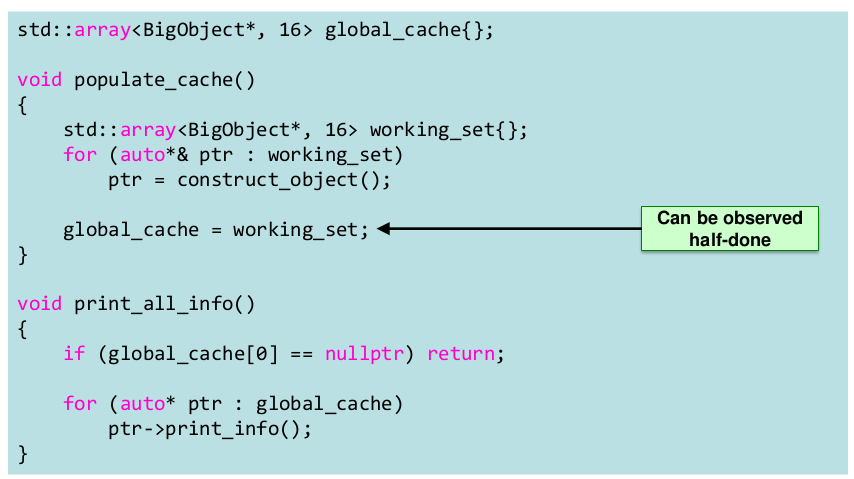 std::array<BigObject*, 16> global_cache{};

void populate_cache()
{
    std::array<BigObject*, 16> working_set{};
    for (auto*& ptr : working_set)
        ptr = construct_object();

    global_cache = working_set;
Can be observed
half-done
}

void print_all_info()
{
    if (global_cache[0] == nullptr) return;

    for (auto* ptr : global_cache)
        ptr->print_info();
}